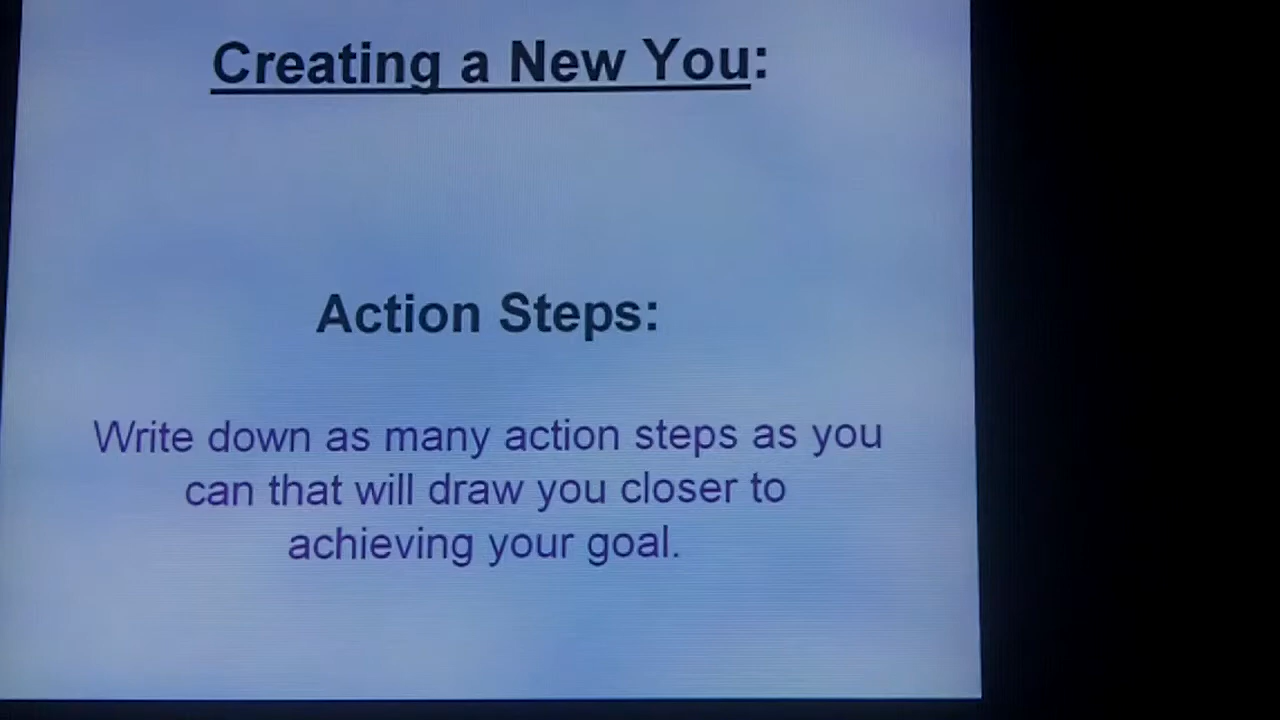 Creating a New You:
Action Steps:
Write down as many action steps as you
can that will draw you closer to
achieving your goal.